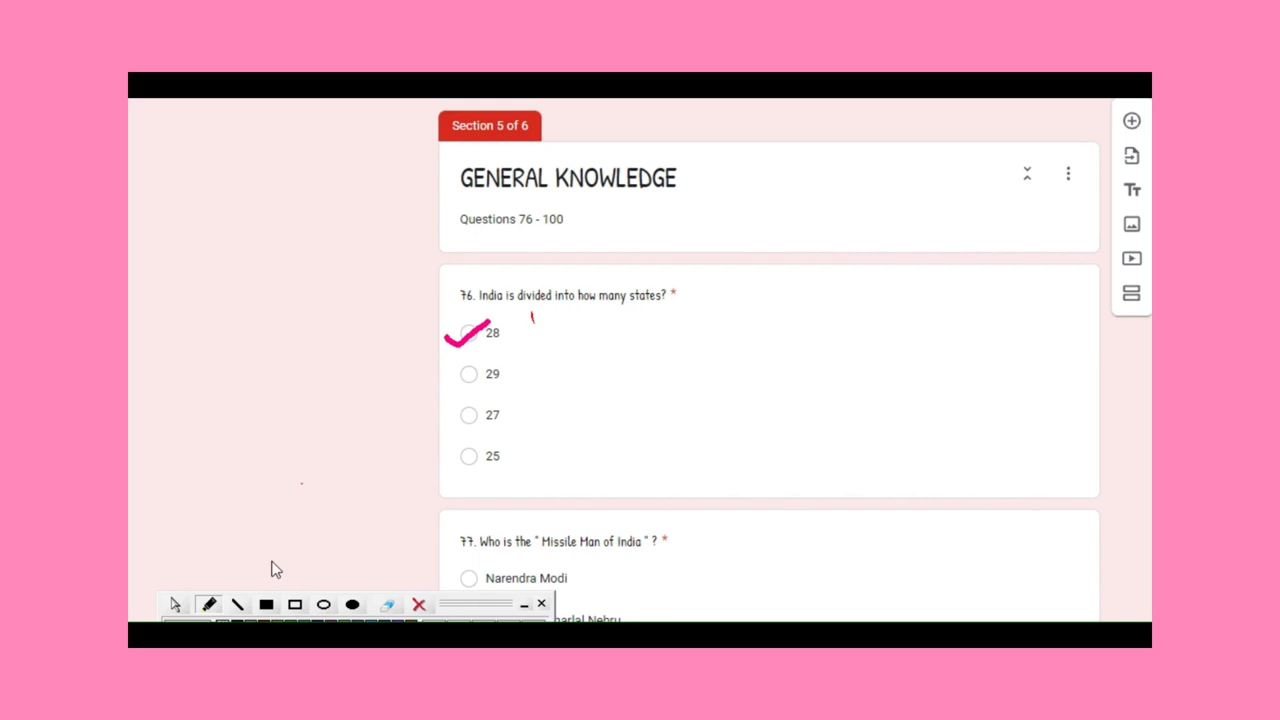 Section 5 of 6
GENERAL KNOWLEDGE
Questions 76 - 100
76. India is divided into how many states? *
28
29
27
25
77. Who is the " Missile Man of India " ? *
Narendra Modi
Nehru